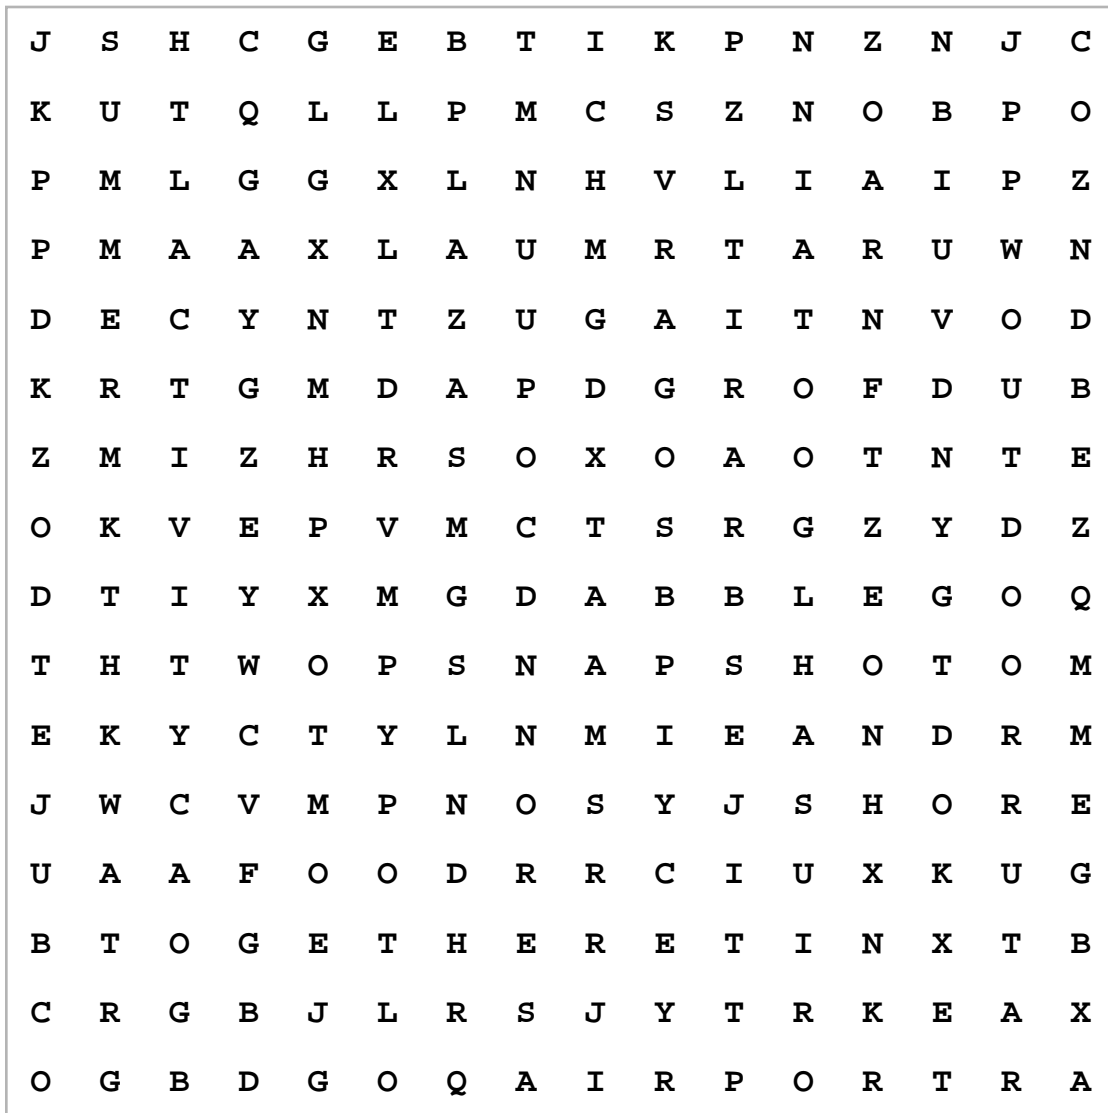 J S H C G E B T I K P N Z N J C
K U T Q L L P M C S Z N O B P O
P M L G G X L N H V L I A I P Z
P M A A X L A U M R T A R U W N
D E C Y N T Z U G A I T N V O D
K R T G M D A P D G R O F D U B
Z M I Z H R S O X O A O T N T E
O K V E P V M C T S R G Z Y D Z
D T I Y X M G D A B B L E G O Q
T H T W O P S N A P S H O T O M
E K Y C T Y L N M I E A N D R M
J W C V M P N O S Y J S H O R E
U A A F O O D R R C I U X K U G
B T O G E T H E R E T I N X T B
C R G B J L R S J Y T R K E A X
O G B D G O Q A I R P O R T R A